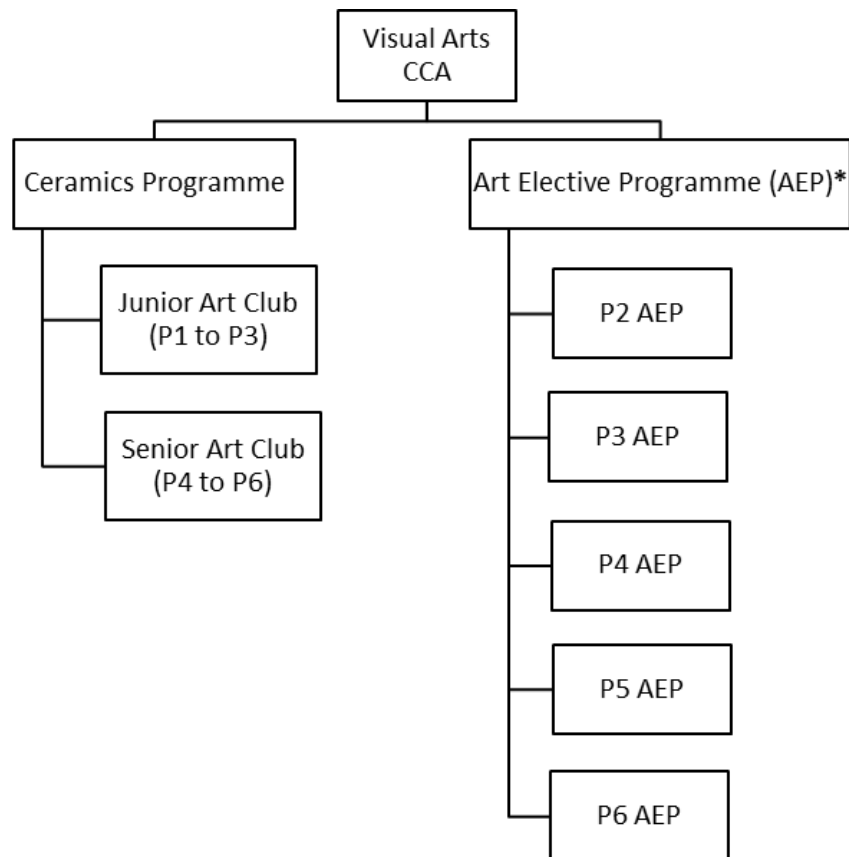 Visual Arts
CCA
Ceramics Programme
Art Elective Programme (AEP)*
Junior Art Club
(P1 to P3)
Senior Art Club
(P4 to P6)
P2 AEP
P3 AEP
P4 AEP
P5 AEP
P6 AEP